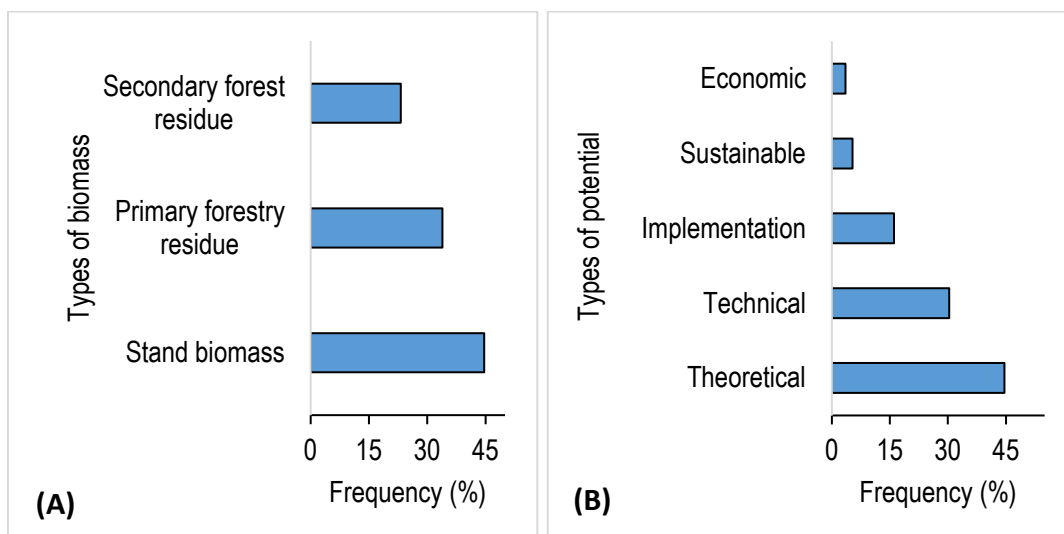 Types of biomass
Secondary forest
residue
Primary forestry
residue
Stand biomass
0 15 30 45
Frequency (%)
(A)
Types of potential
Economic
Sustainable
Implementation
Technical
Theoretical
0 15 30 45
Frequency (%)
(B)